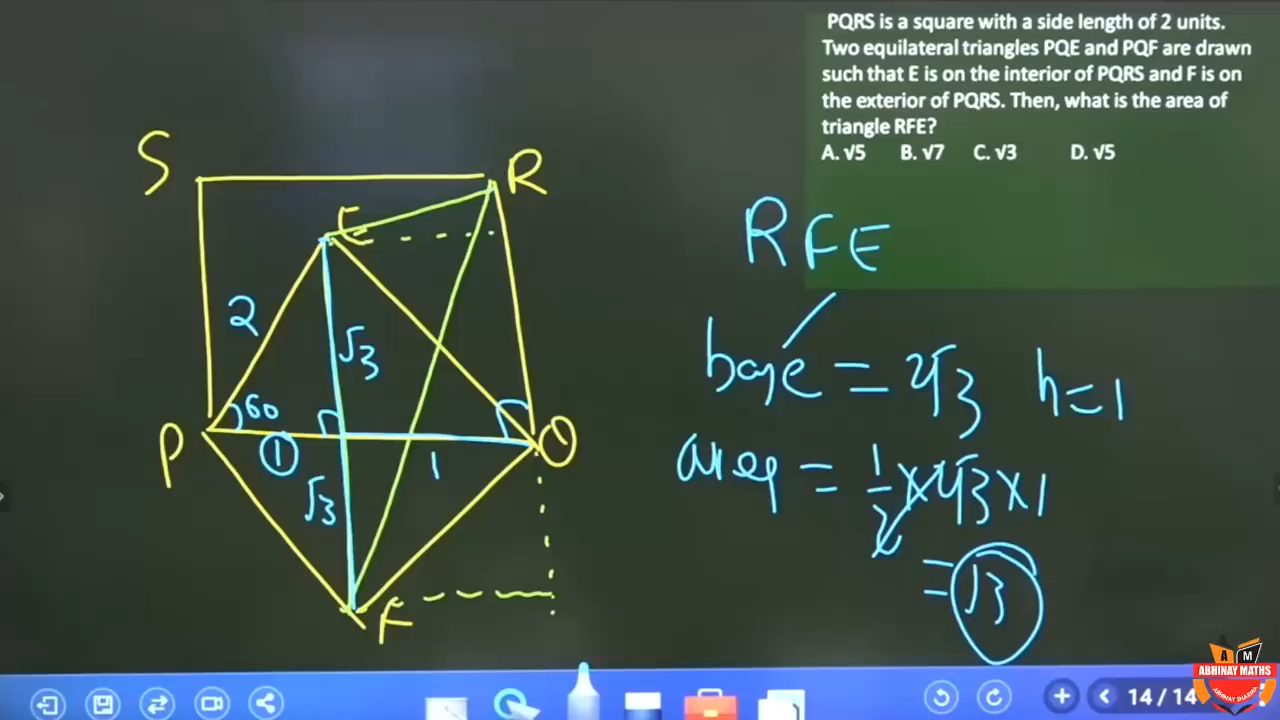 PQRS is a square with a side length of 2 units.
Two equilateral triangles PQE and PQF are drawn
such that E is on the interior of PQRS and F is on
the exterior of PQRS. Then, what is the area of
triangle RFE?
A. √5 B. √7 C. √3 D. √5
S
R
E
RFE
2
√3
base = 2√3 h=1
60
P
Q
1
1
area = 1/2 × 2√3 × 1
√3
= √3
F
14 / 14
A M
ABHINAY MATHS
ABHINAY SHARMA